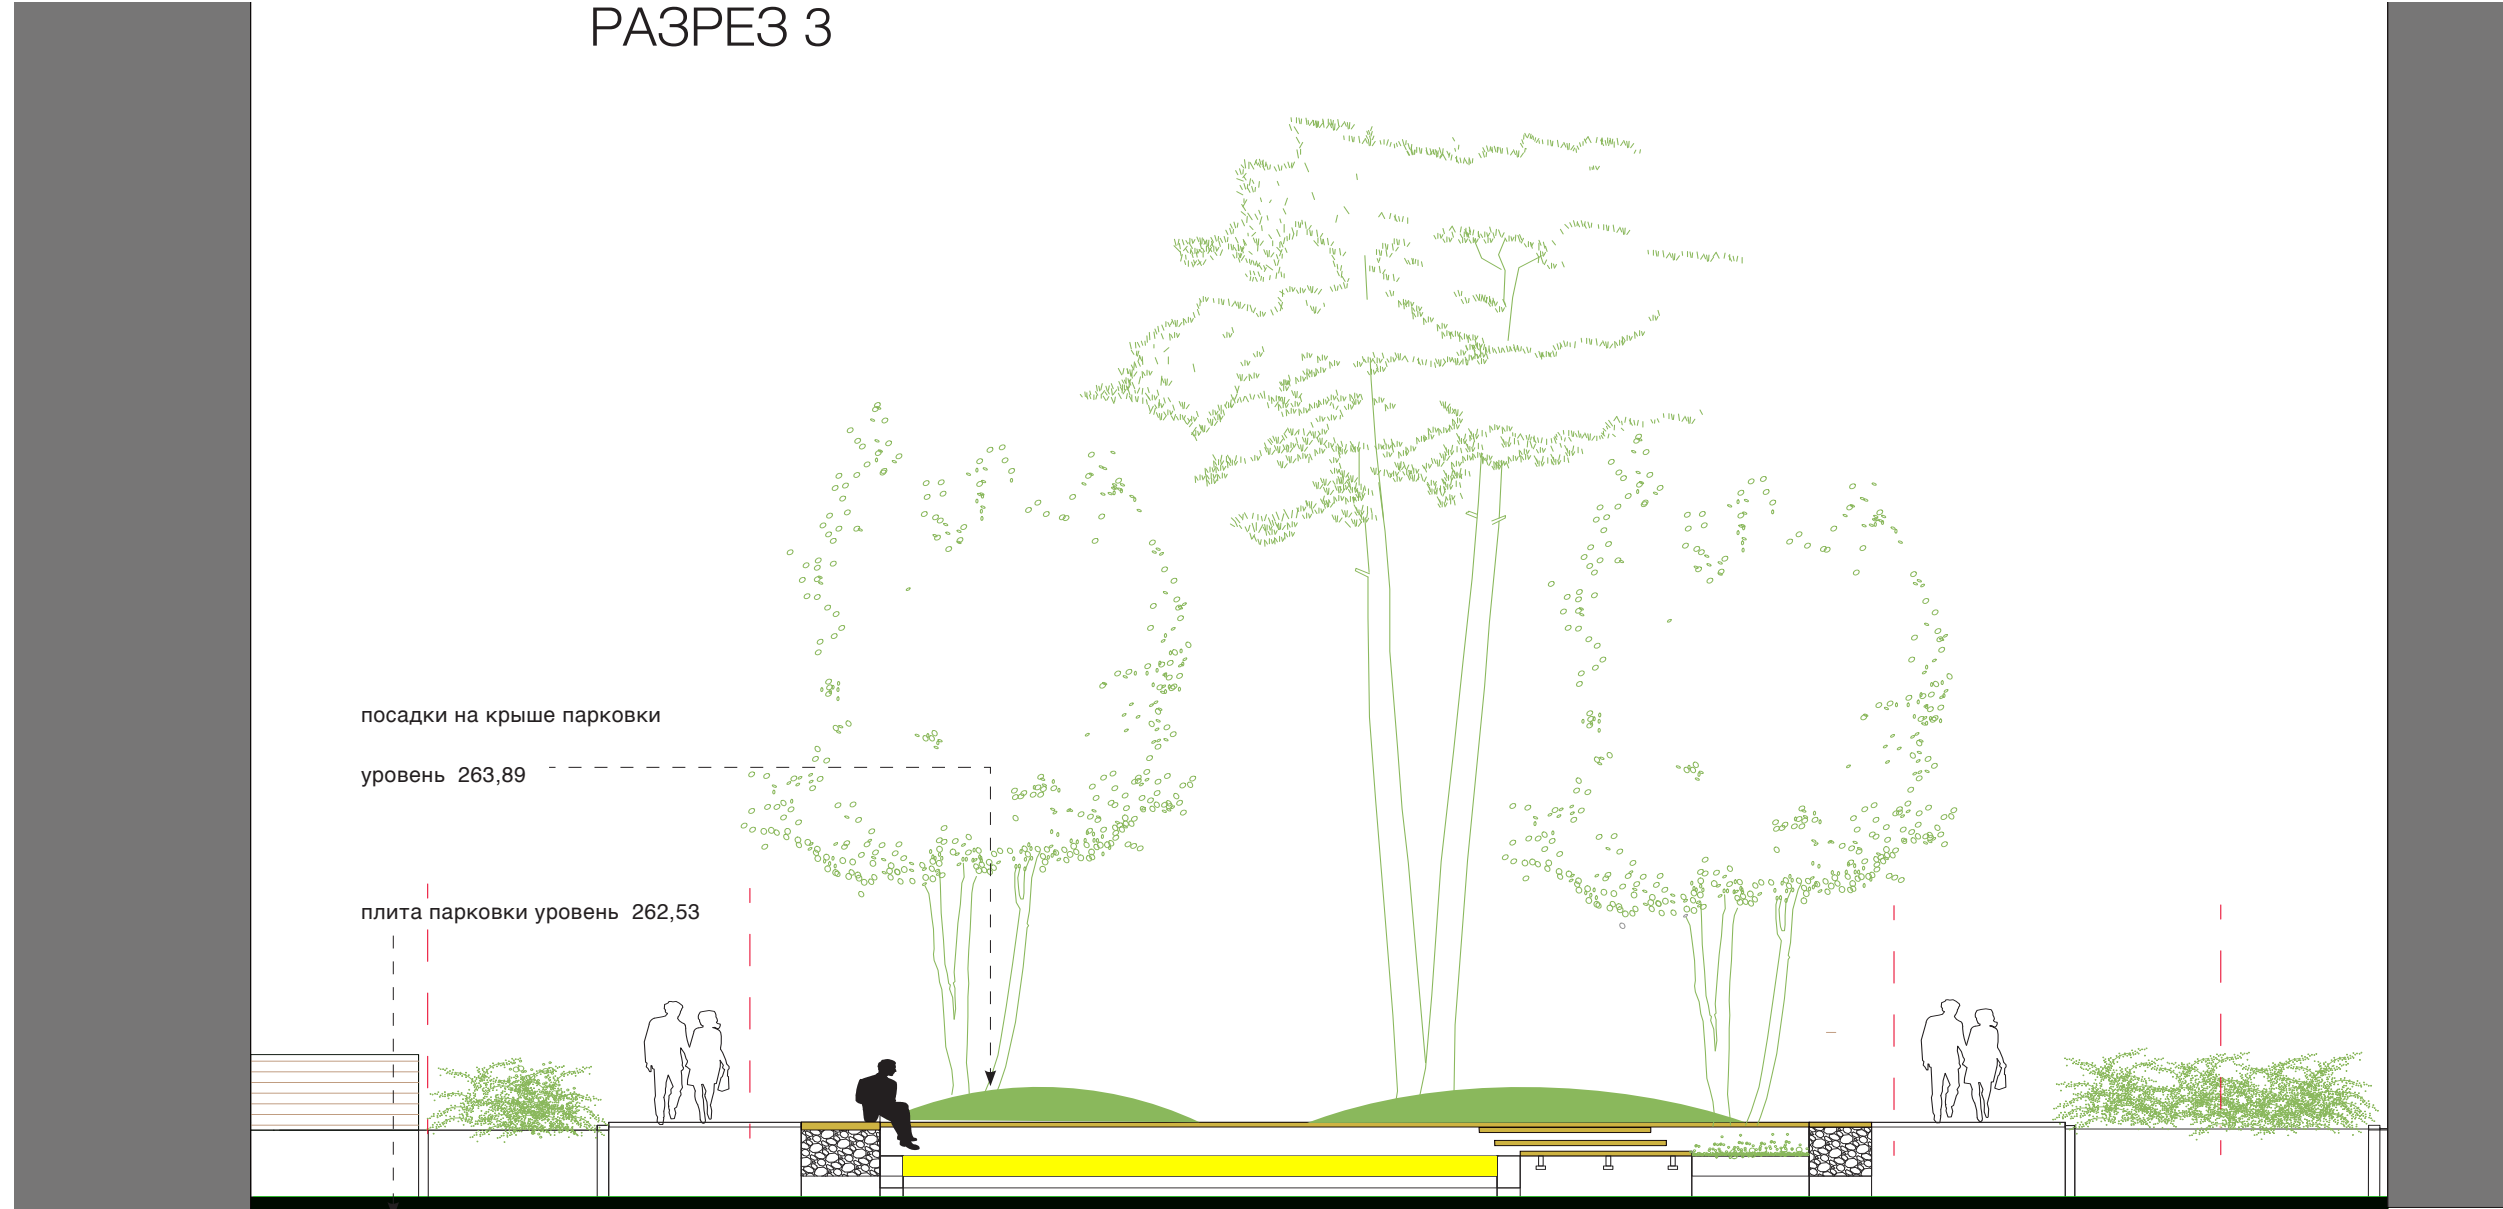 РАЗРЕЗ 3
посадки на крыше парковки
уровень 263,89
плита парковки уровень 262,53